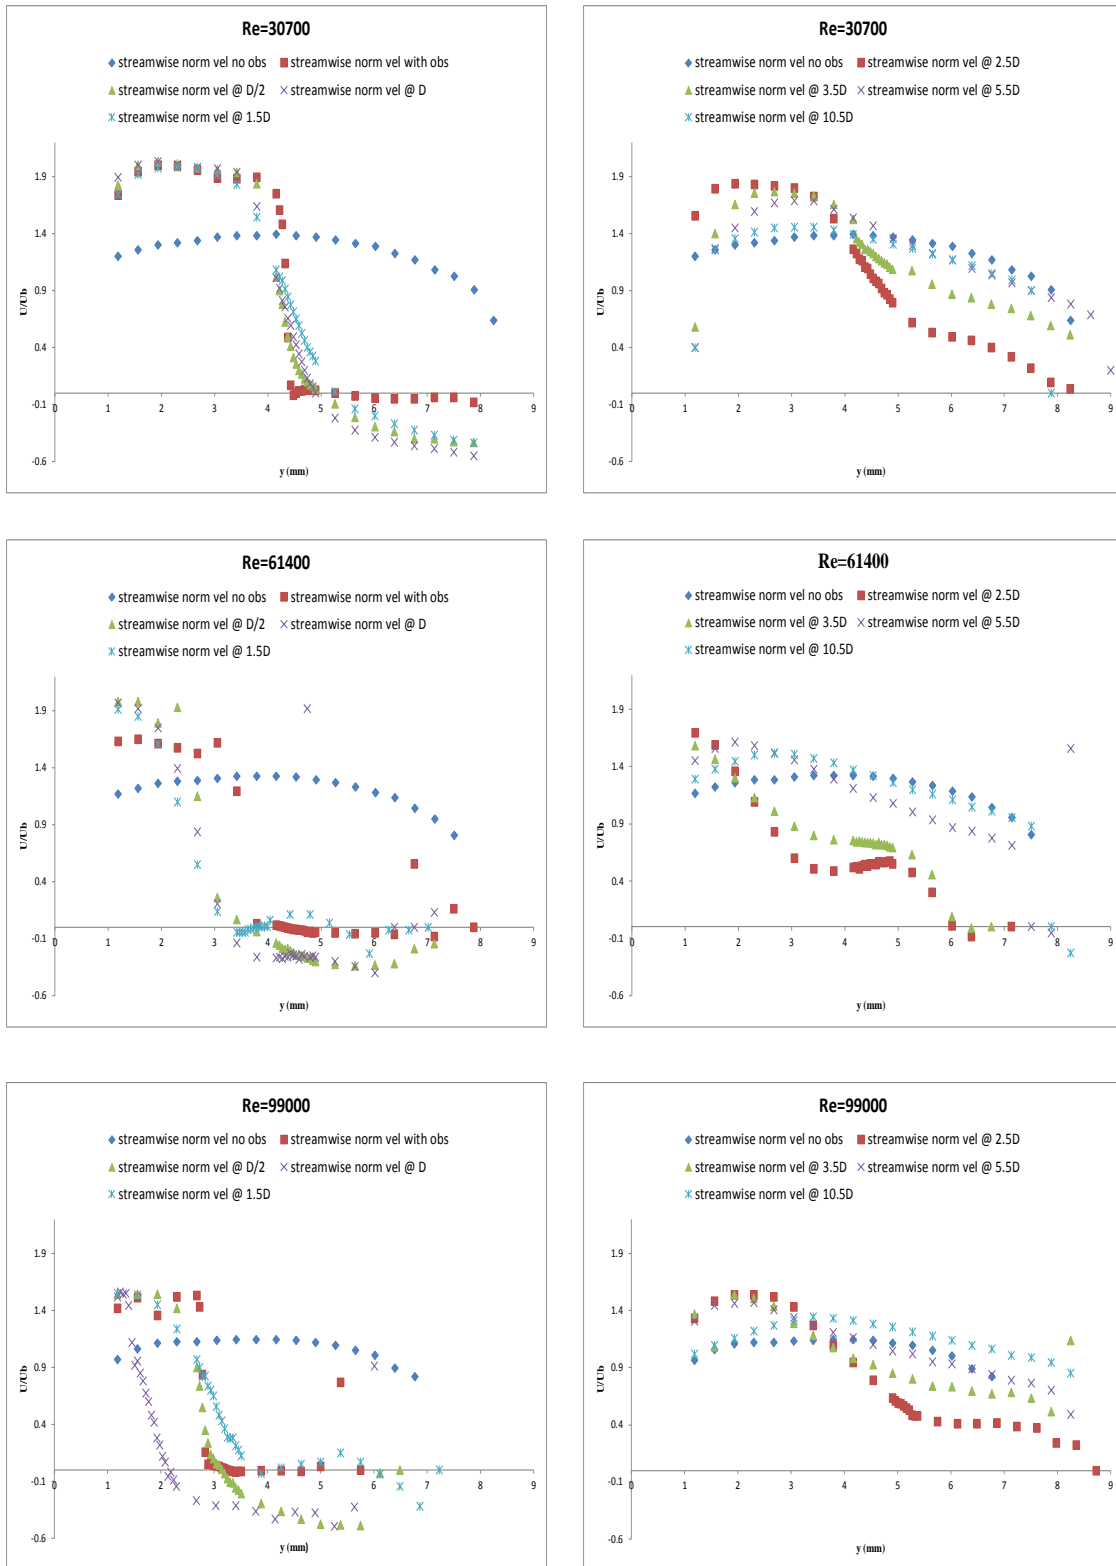 Re=30700
streamwise norm vel no obs streamwise norm vel with obs
streamwise norm vel @ D/2 streamwise norm vel @ D
streamwise norm vel @ 1.5D
1.9
1.4
0.9
0.4
-0.1
-0.6
U/Ub
0 1 2 3 4 5 6 7 8 9
y (mm)
Re=30700
streamwise norm vel no obs streamwise norm vel @ 2.5D
streamwise norm vel @ 3.5D streamwise norm vel @ 5.5D
streamwise norm vel @ 10.5D
1.9
1.4
0.9
0.4
-0.1
-0.6
U/Ub
0 1 2 3 4 5 6 7 8 9
y (mm)
Re=61400
streamwise norm vel no obs streamwise norm vel with obs
streamwise norm vel @ D/2 streamwise norm vel @ D
streamwise norm vel @ 1.5D
1.9
1.4
0.9
0.4
-0.1
-0.6
U/Ub
0 1 2 3 4 5 6 7 8 9
y (mm)
Re=61400
streamwise norm vel no obs streamwise norm vel @ 2.5D
streamwise norm vel @ 3.5D streamwise norm vel @ 5.5D
streamwise norm vel @ 10.5D
1.9
1.4
0.9
0.4
-0.1
-0.6
U/Ub
0 1 2 3 4 5 6 7 8 9
y (mm)
Re=99000
streamwise norm vel no obs streamwise norm vel with obs
streamwise norm vel @ D/2 streamwise norm vel @ D
streamwise norm vel @ 1.5D
1.9
1.4
0.9
0.4
-0.1
-0.6
U/Ub
0 1 2 3 4 5 6 7 8 9
y (mm)
Re=99000
streamwise norm vel no obs streamwise norm vel @ 2.5D
streamwise norm vel @ 3.5D streamwise norm vel @ 5.5D
streamwise norm vel @ 10.5D
1.9
1.4
0.9
0.4
-0.1
-0.6
U/Ub
0 1 2 3 4 5 6 7 8 9
y (mm)